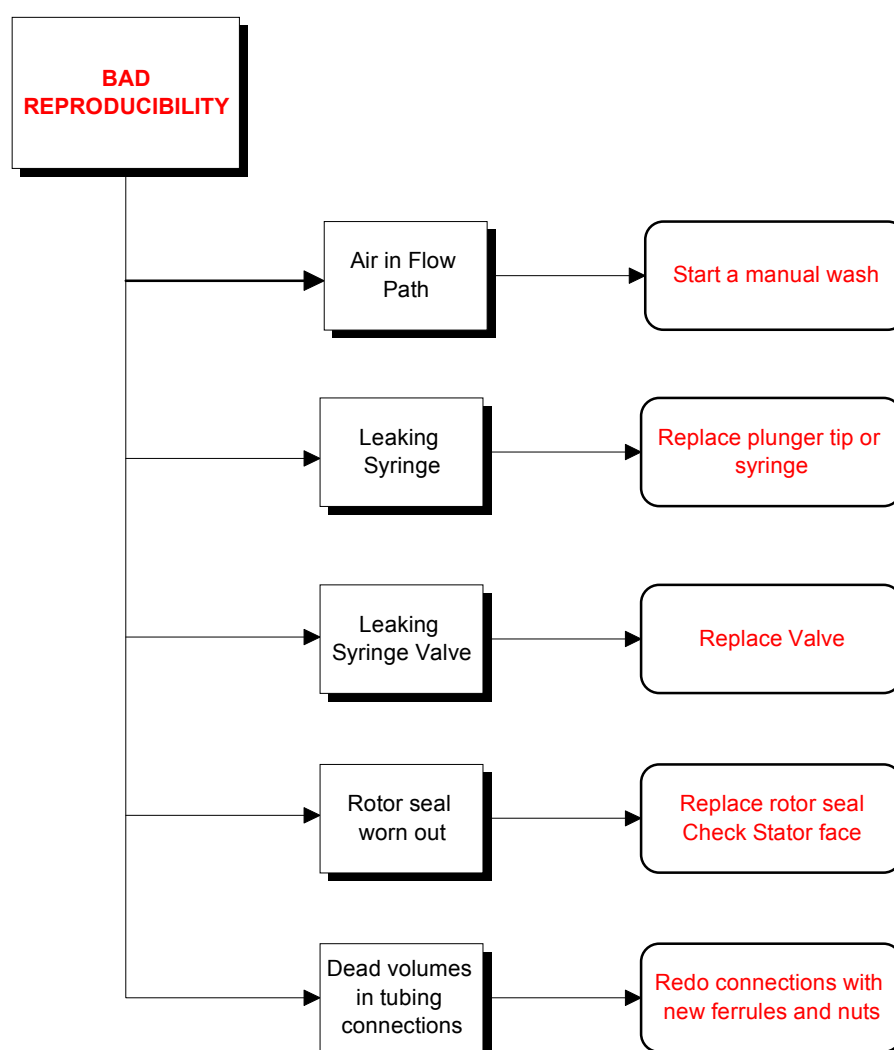 BAD
REPRODUCIBILITY
Air in Flow
Path
Start a manual wash
Leaking
Syringe
Replace plunger tip or
syringe
Leaking
Syringe Valve
Replace Valve
Rotor seal
worn out
Replace rotor seal
Check Stator face
Dead volumes
in tubing
connections
Redo connections with
new ferrules and nuts